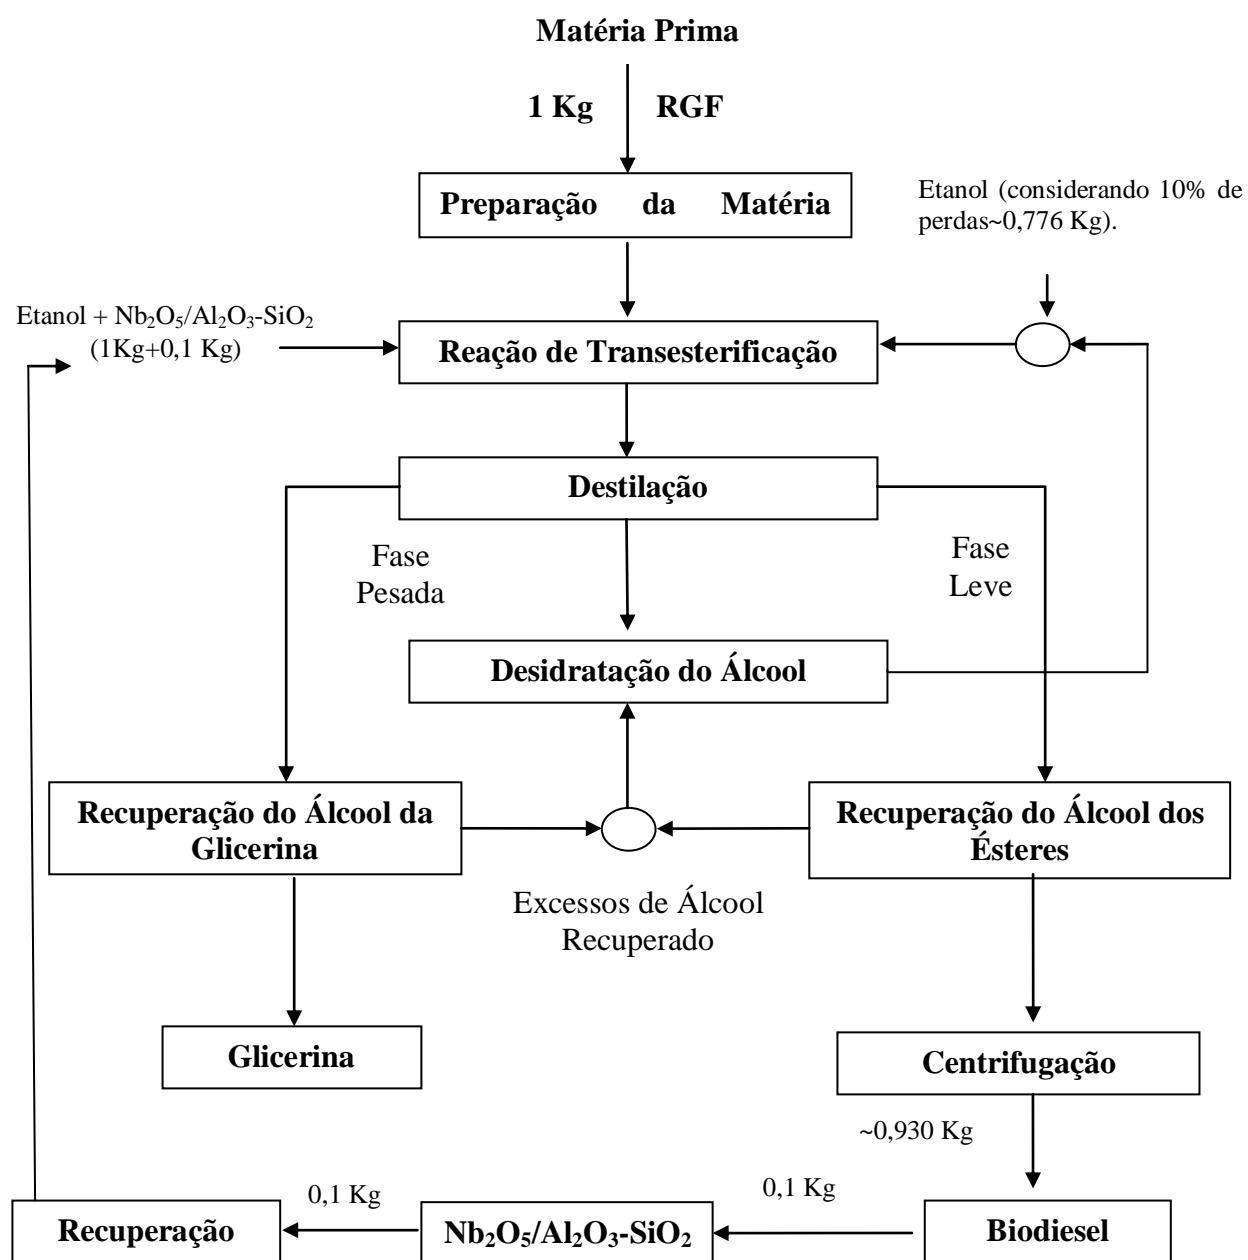 Matéria Prima
1 Kg RGF
Preparação da Matéria
Etanol (considerando 10% de
perdas~0,776 Kg).
Etanol + Nb₂O₅/Al₂O₃-SiO₂
(1Kg+0,1 Kg)
Reação de Transesterificação
Destilação
Fase
Pesada
Fase
Leve
Desidratação do Álcool
Recuperação do Álcool da
Glicerina
Recuperação do Álcool dos
Ésteres
Excessos de Álcool
Recuperado
Glicerina
Centrifugação
~0,930 Kg
0,1 Kg
0,1 Kg
Recuperação
Nb₂O₅/Al₂O₃-SiO₂
Biodiesel